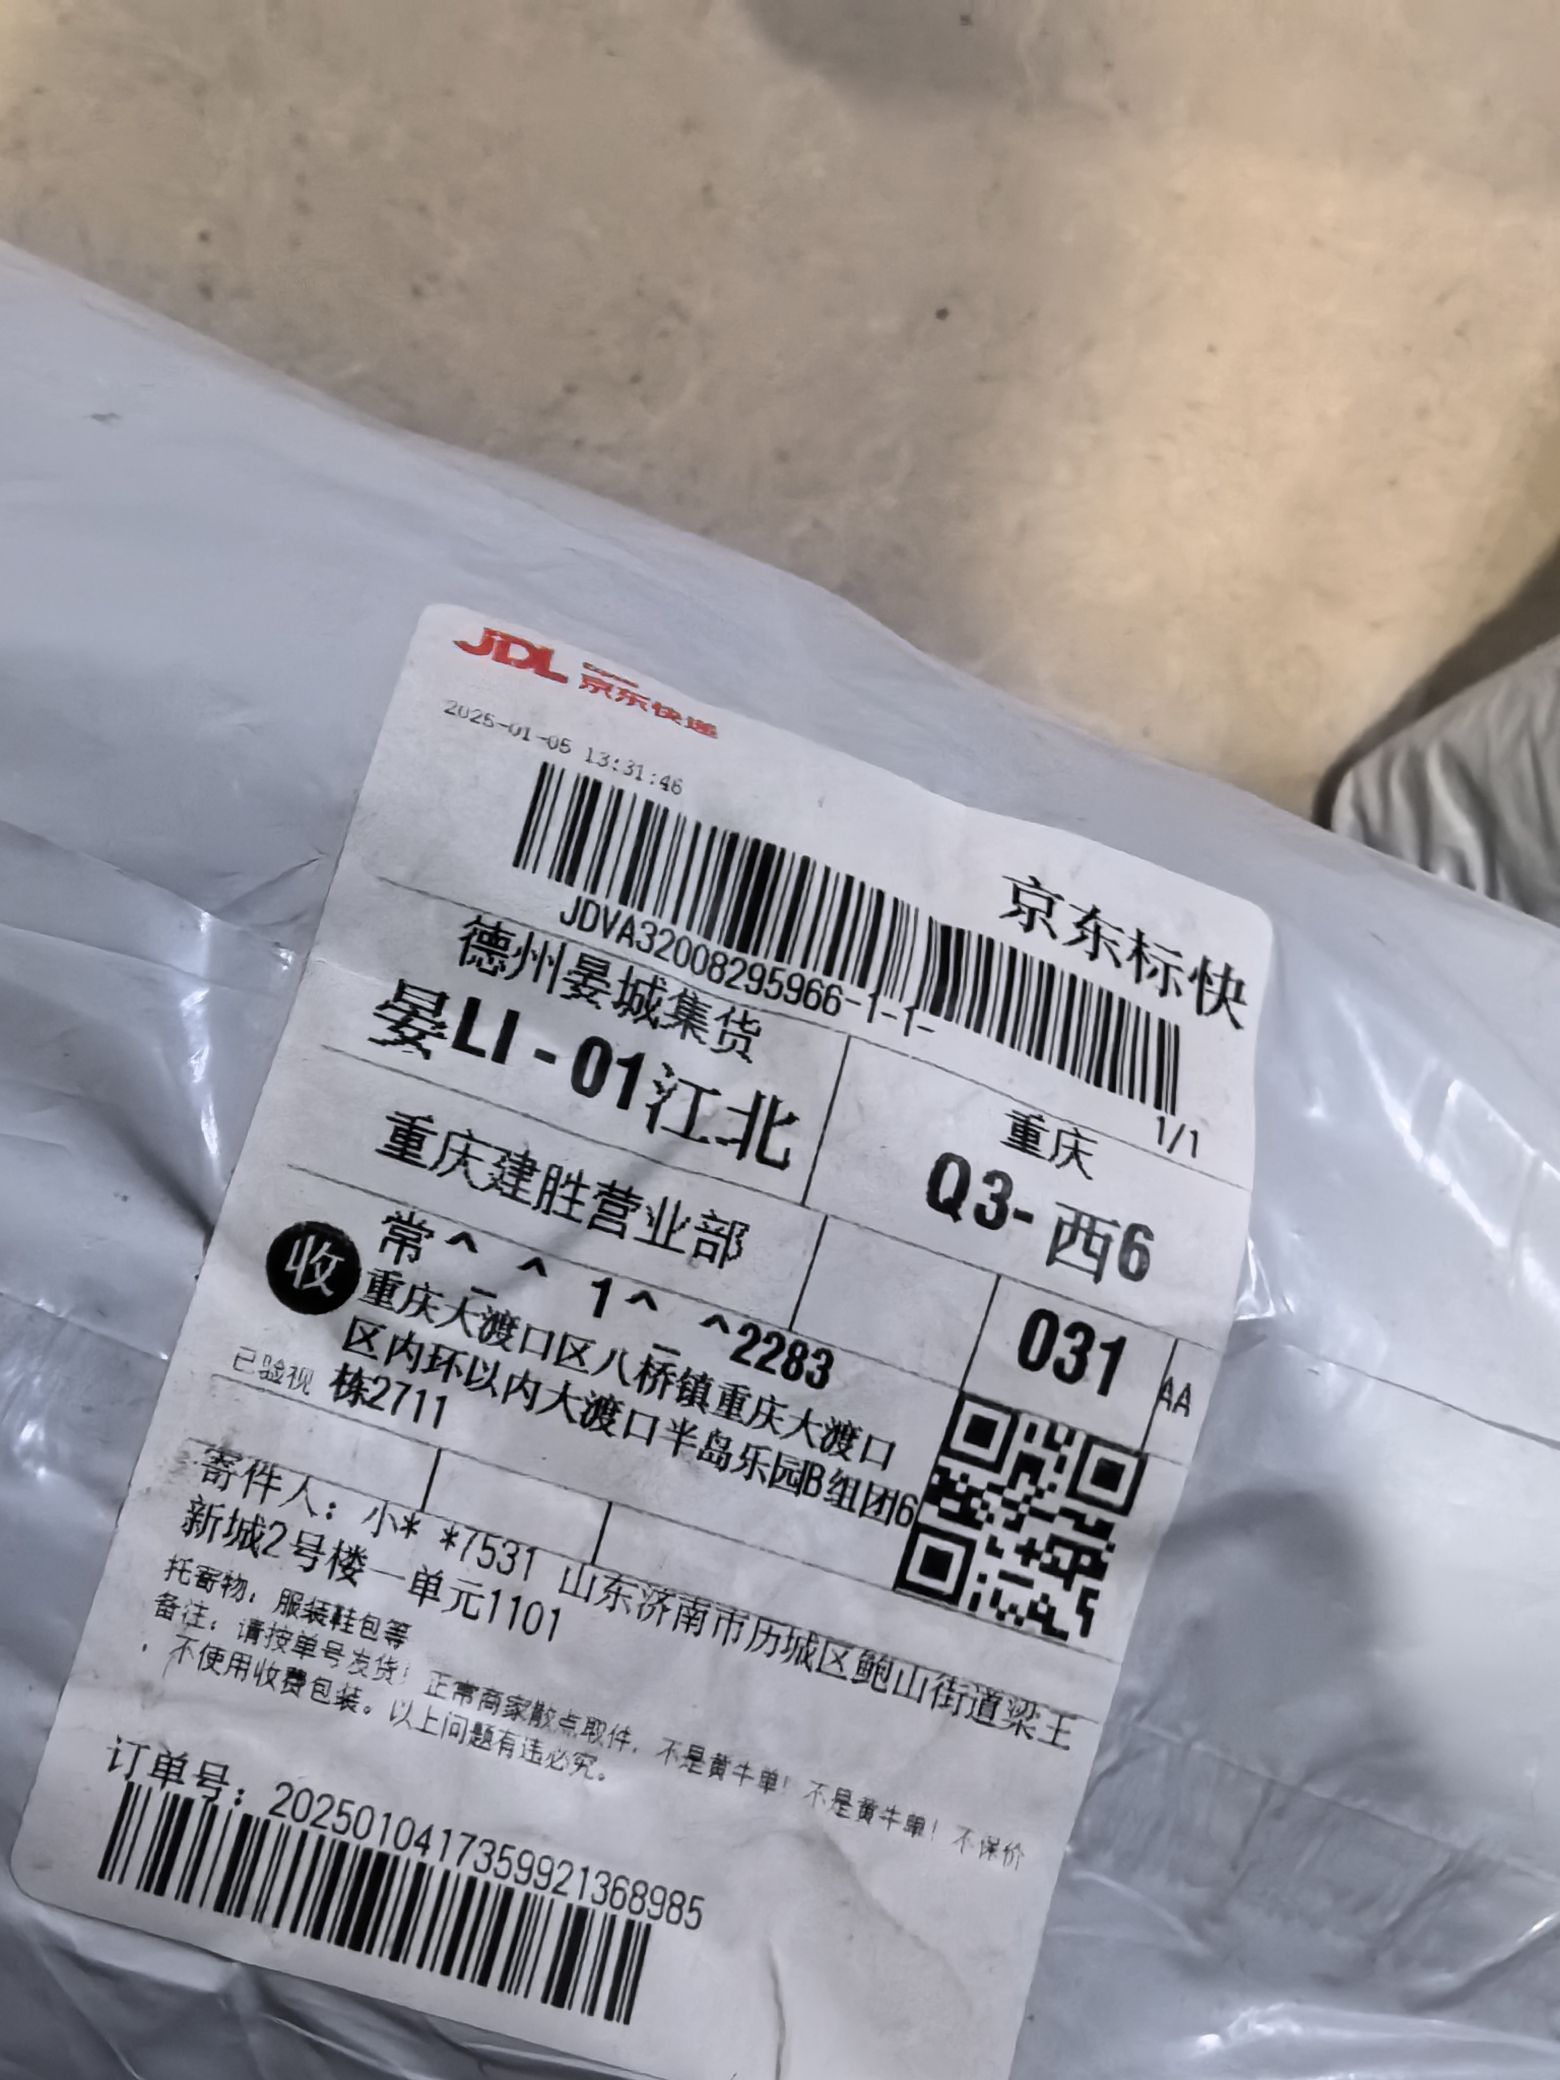 JDL 京东快递
2025-01-05 13:31:46
京东标快
JDVA32008295966-1-1-
1/1
德州晏城集货
晏LI-01江北
重庆
Q3-西6
重庆建胜营业部
031
AA
收
常^_^ 1^_^2283
重庆大渡口区八桥镇重庆大渡口
区内环以内大渡口半岛乐园B组团6
栋2711
已验视
寄件人：小* *7531 山东济南市历城区鲍山街道梁王
新城2号楼一单元1101
托寄物：服装鞋包等
备注：请按单号发货！正常商家散点取件，不是黄牛单！不是黄牛单！不保价
，不使用收费包装。以上问题有违必究。
订单号：20250104173599213​68985